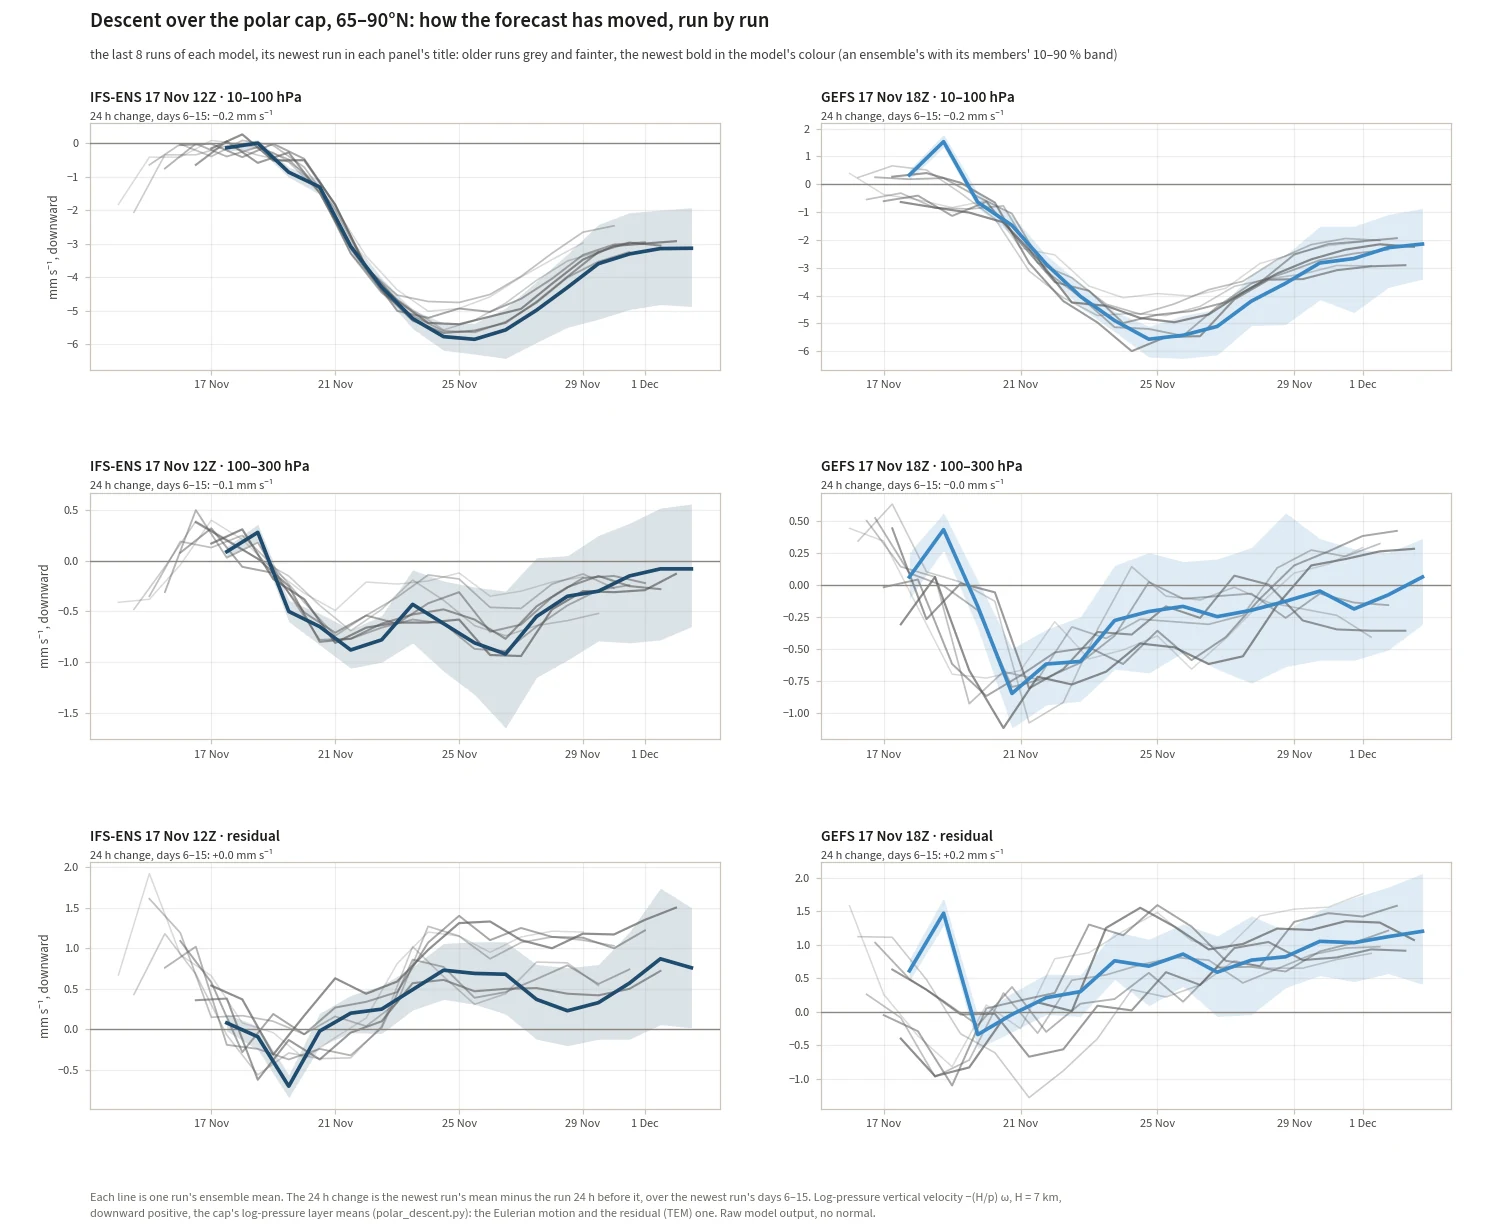 Descent over the polar cap, 65–90°N: how the forecast has moved, run by run
the last 8 runs of each model, its newest run in each panel's title: older runs grey and fainter, the newest bold in the model's colour (an ensemble's with its members' 10–90 % band)
IFS-ENS 17 Nov 12Z · 10–100 hPa
24 h change, days 6–15: −0.2 mm s⁻¹
mm s⁻¹, downward
0
−1
−2
−3
−4
−5
−6
17 Nov
21 Nov
25 Nov
29 Nov
1 Dec
GEFS 17 Nov 18Z · 10–100 hPa
24 h change, days 6–15: −0.2 mm s⁻¹
2
1
0
−1
−2
−3
−4
−5
−6
17 Nov
21 Nov
25 Nov
29 Nov
1 Dec
IFS-ENS 17 Nov 12Z · 100–300 hPa
24 h change, days 6–15: −0.1 mm s⁻¹
mm s⁻¹, downward
0.5
0.0
−0.5
−1.0
−1.5
17 Nov
21 Nov
25 Nov
29 Nov
1 Dec
GEFS 17 Nov 18Z · 100–300 hPa
24 h change, days 6–15: −0.0 mm s⁻¹
0.50
0.25
0.00
−0.25
−0.50
−0.75
−1.00
17 Nov
21 Nov
25 Nov
29 Nov
1 Dec
IFS-ENS 17 Nov 12Z · residual
24 h change, days 6–15: +0.0 mm s⁻¹
mm s⁻¹, downward
2.0
1.5
1.0
0.5
0.0
−0.5
17 Nov
21 Nov
25 Nov
29 Nov
1 Dec
GEFS 17 Nov 18Z · residual
24 h change, days 6–15: +0.2 mm s⁻¹
2.0
1.5
1.0
0.5
0.0
−0.5
−1.0
17 Nov
21 Nov
25 Nov
29 Nov
1 Dec
Each line is one run's ensemble mean. The 24 h change is the newest run's mean minus the run 24 h before it, over the newest run's days 6–15. Log-pressure vertical velocity −(H/p) ω, H = 7 km,
downward positive, the cap's log-pressure layer means (polar_descent.py): the Eulerian motion and the residual (TEM) one. Raw model output, no normal.